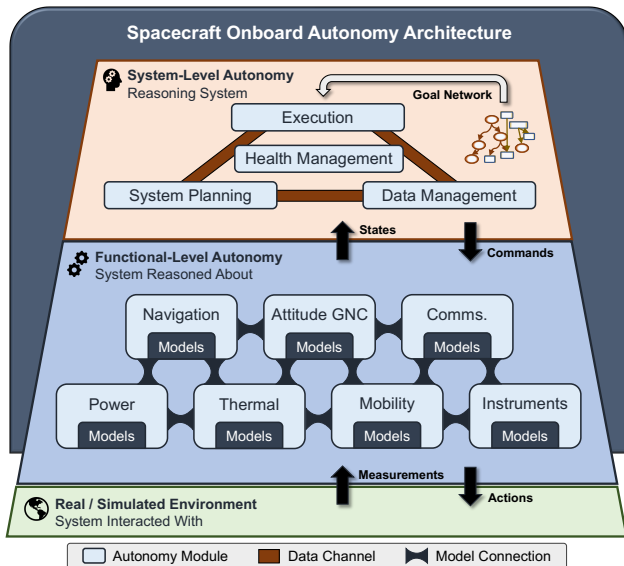 Spacecraft Onboard Autonomy Architecture
System-Level Autonomy
Reasoning System
Goal Network
Execution
Health Management
System Planning
Data Management
States
Commands
Functional-Level Autonomy
System Reasoned About
Navigation
Attitude GNC
Comms.
Models
Models
Models
Power
Thermal
Mobility
Instruments
Models
Models
Models
Models
Measurements
Actions
Real / Simulated Environment
System Interacted With
Autonomy Module
Data Channel
Model Connection